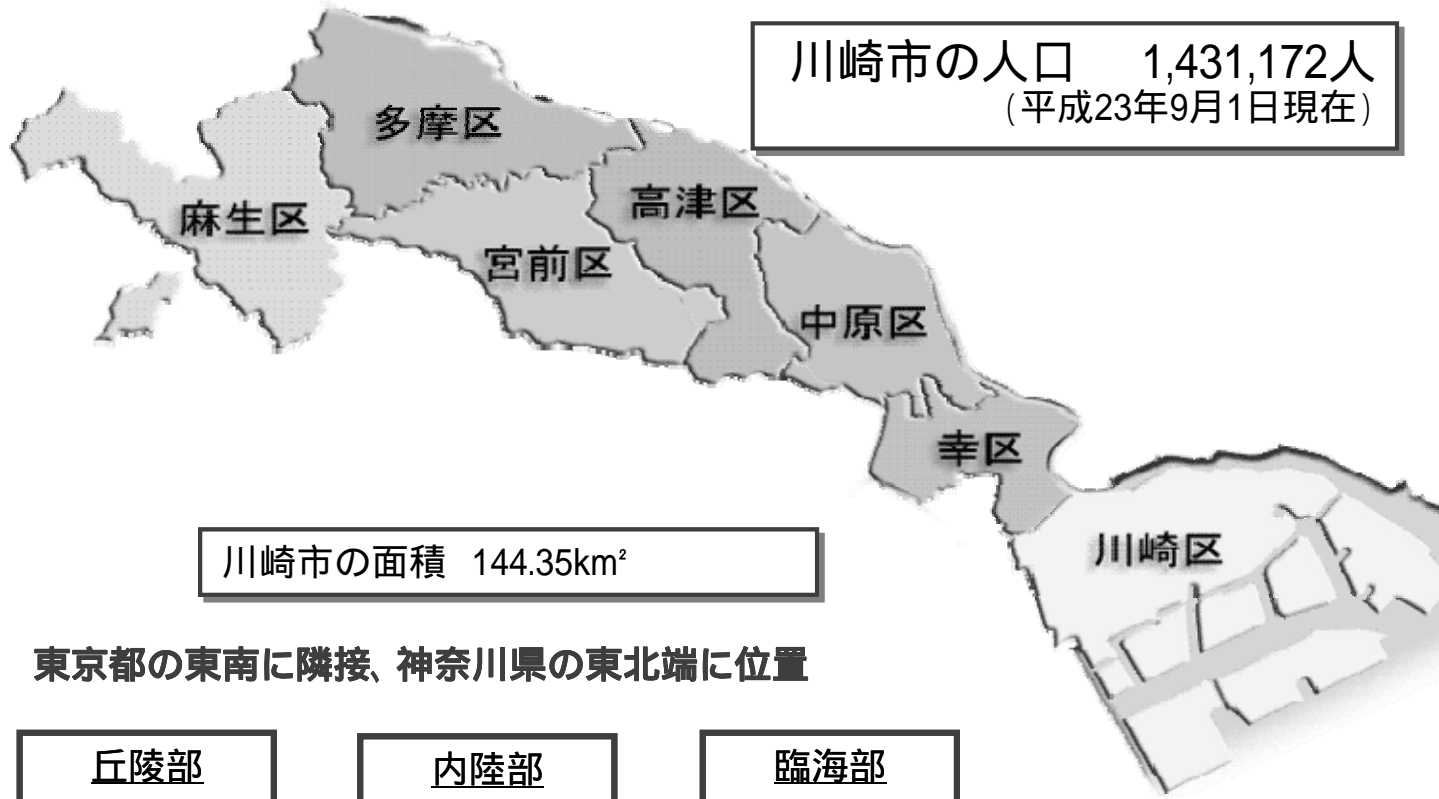 川崎市の人口 1,431,172人
(平成23年9月1日現在)
多摩区
高津区
麻生区
宮前区
中原区
幸区
川崎区
川崎市の面積 144.35km²
東京都の東南に隣接、神奈川県の東北端に位置
丘陵部
内陸部
臨海部